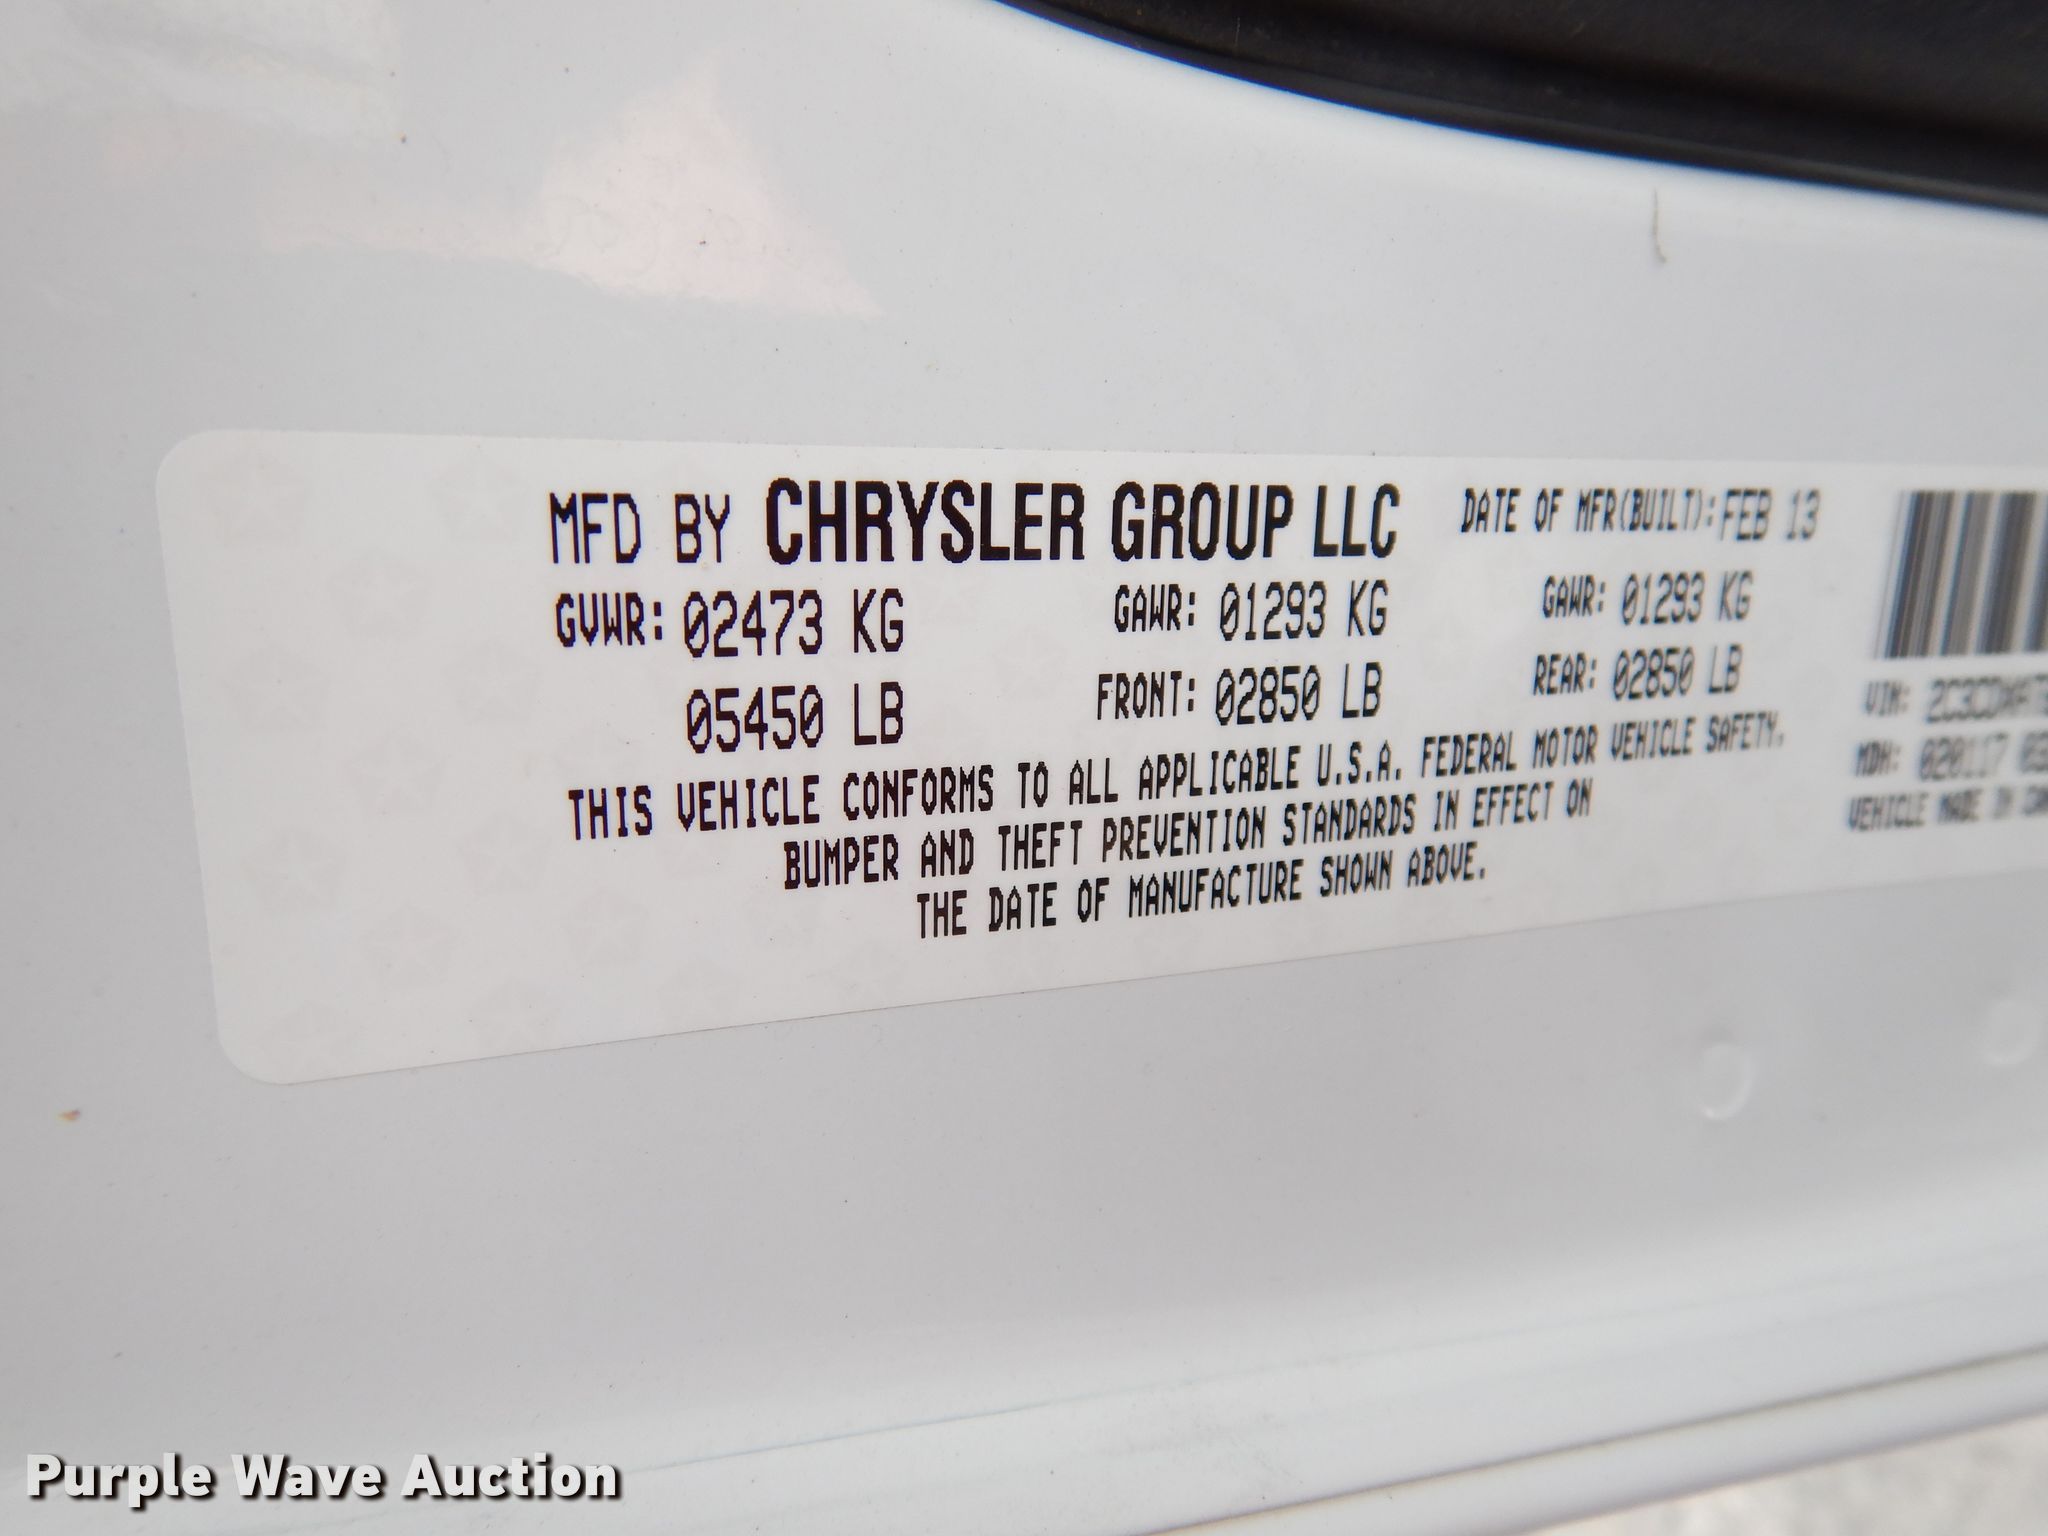 MFD BY CHRYSLER GROUP LLC DATE OF MFR(BUILT): FEB 13
GVWR: 02473 KG GAWR: 01293 KG GAWR: 01293 KG
05450 LB FRONT: 02850 LB REAR: 02850 LB
THIS VEHICLE CONFORMS TO ALL APPLICABLE U.S.A. FEDERAL MOTOR VEHICLE SAFETY,
BUMPER AND THEFT PREVENTION STANDARDS IN EFFECT ON
THE DATE OF MANUFACTURE SHOWN ABOVE.
VIN:
MDH: 020117
VEHICLE MADE IN
Purple Wave Auction